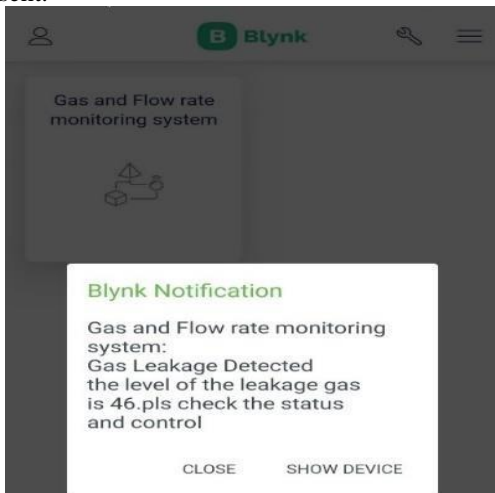 B Blynk
Gas and Flow rate
monitoring system
Blynk Notification
Gas and Flow rate monitoring
system:
Gas Leakage Detected
the level of the leakage gas
is 46.pls check the status
and control
CLOSE SHOW DEVICE